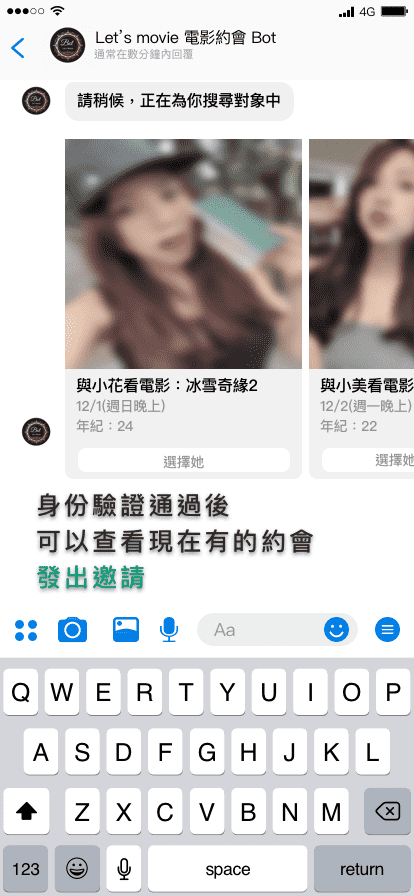 4G
Let's movie 電影約會 Bot
通常在數分鐘內回覆
請稍候，正在為你搜尋對象中
與小花看電影：冰雪奇緣2
12/1(週日晚上)
年紀：24
選擇她
與小美看電影
12/2(週一晚上)
年紀：22
選擇她
身份驗證通過後
可以查看現在有的約會
發出邀請
Aa
Q W E R T Y U I O P
A S D F G H J K L
Z X C V B N M
123 space return